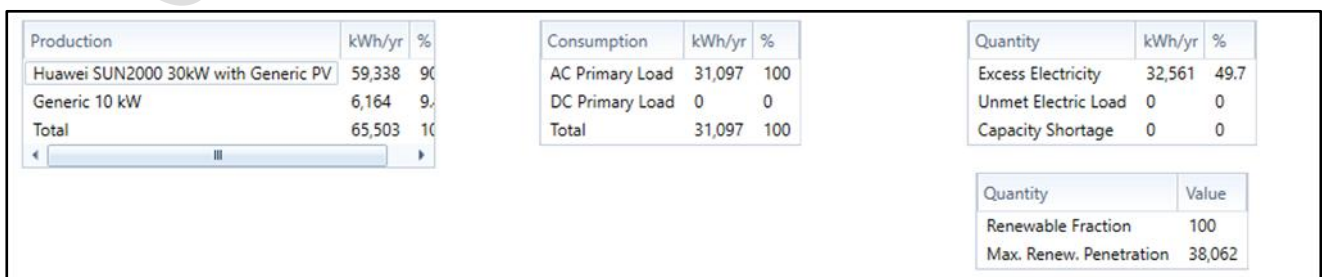 Production kWh/yr %
Huawei SUN2000 30kW with Generic PV 59,338 90
Generic 10 kW 6,164 9.
Total 65,503 10
Consumption kWh/yr %
AC Primary Load 31,097 100
DC Primary Load 0 0
Total 31,097 100
Quantity kWh/yr %
Excess Electricity 32,561 49.7
Unmet Electric Load 0 0
Capacity Shortage 0 0
Quantity Value
Renewable Fraction 100
Max. Renew. Penetration 38,062